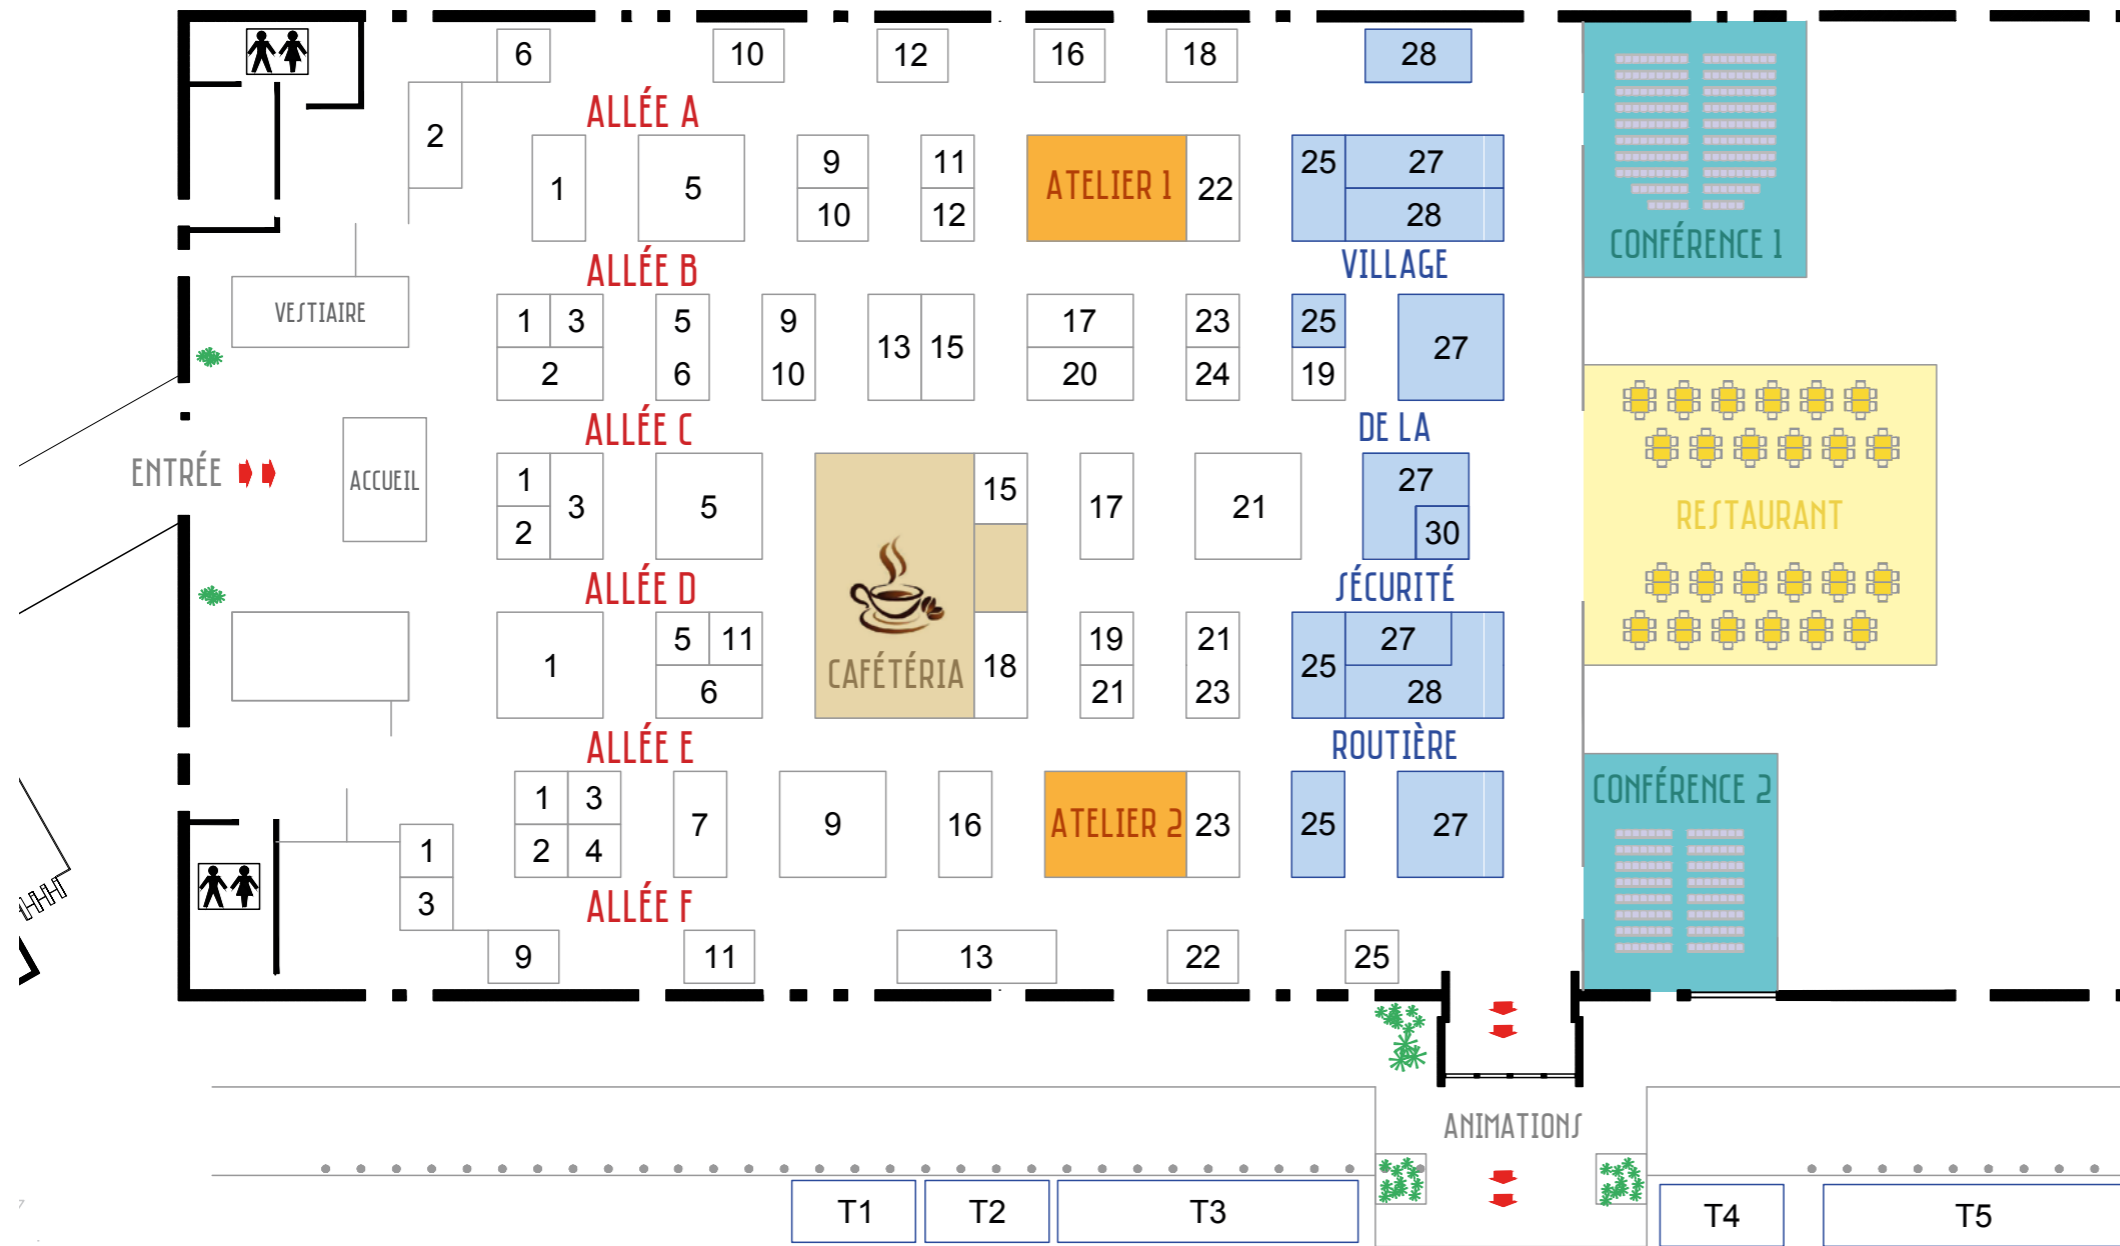 6 10 12 16 18 28
2
ALLÉE A
1 5 9 11 ATELIER 1 22 25 27
10 12 28
CONFÉRENCE 1
ALLÉE B
VILLAGE
VESTIAIRE
1 3 5 9 13 15 17 23 25 27
2 6 10 20 24 19
ALLÉE C
DE LA
ENTRÉE
ACCUEIL
1 3 5 15 17 21 27
2 30
RESTAURANT
ALLÉE D
SÉCURITÉ
1 5 11 CAFÉTÉRIA 18 19 21 25 27
6 21 23 28
ALLÉE E
ROUTIÈRE
CONFÉRENCE 2
1 3 7 9 16 ATELIER 2 23 25 27
2 4
1
3
ALLÉE F
9 11 13 22 25
ANIMATIONS
T1 T2 T3 T4 T5